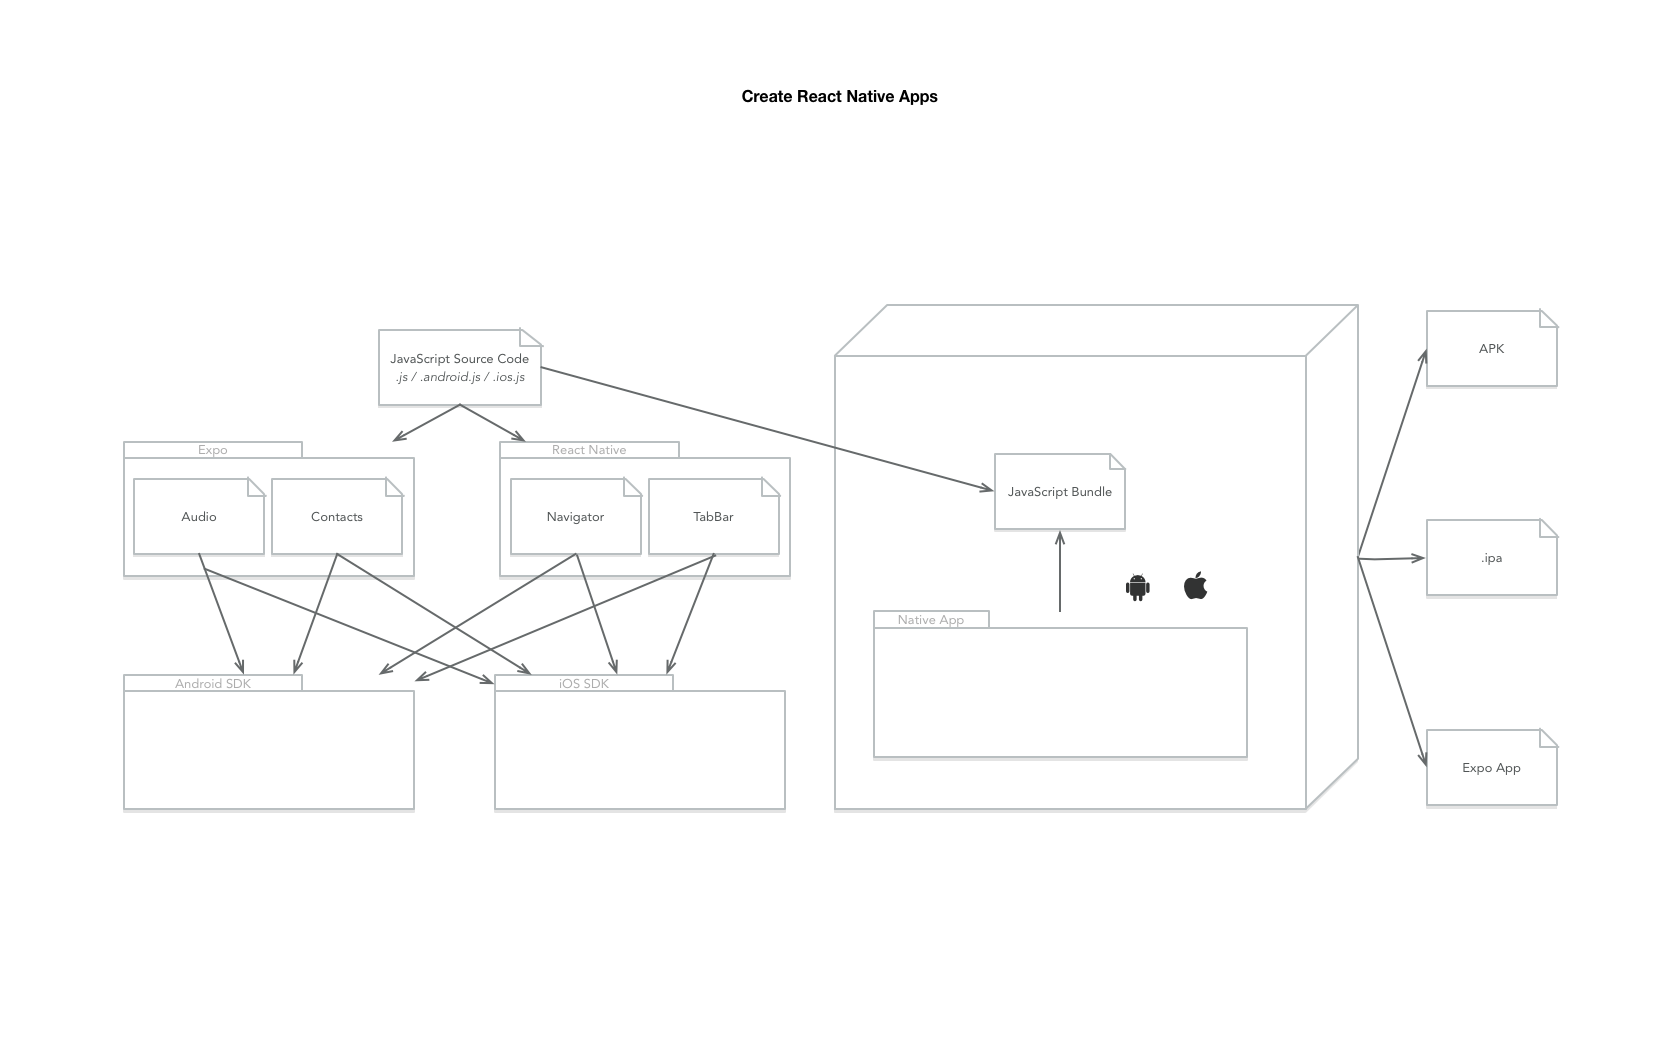 Create React Native Apps
JavaScript Source Code
.js / .android.js / .ios.js
Expo
React Native
Audio
Contacts
Navigator
TabBar
Android SDK
iOS SDK
JavaScript Bundle
Native App
APK
.ipa
Expo App